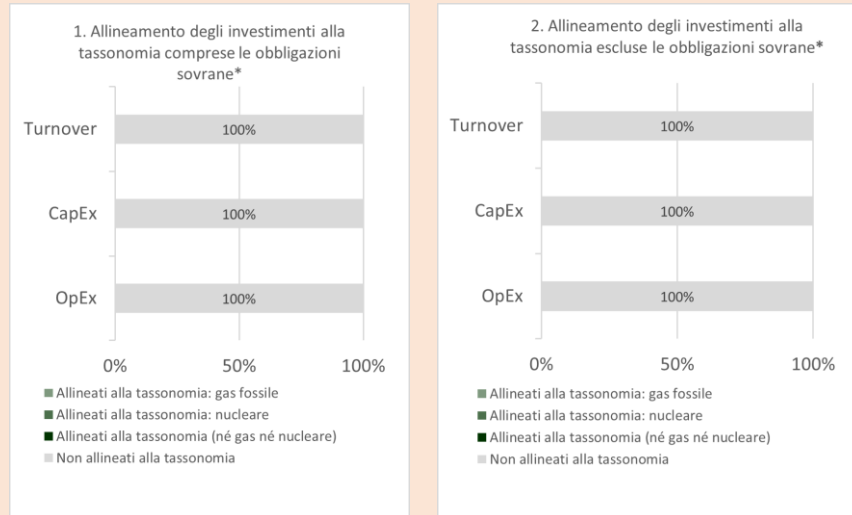 1. Allineamento degli investimenti alla
tassonomia comprese le obbligazioni
sovrane*
Turnover
100%
CapEx
100%
OpEx
100%
0%
50%
100%
Allineati alla tassonomia: gas fossile
Allineati alla tassonomia: nucleare
Allineati alla tassonomia (né gas né nucleare)
Non allineati alla tassonomia
2. Allineamento degli investimenti alla
tassonomia escluse le obbligazioni sovrane*
Turnover
100%
CapEx
100%
OpEx
100%
0%
50%
100%
Allineati alla tassonomia: gas fossile
Allineati alla tassonomia: nucleare
Allineati alla tassonomia (né gas né nucleare)
Non allineati alla tassonomia